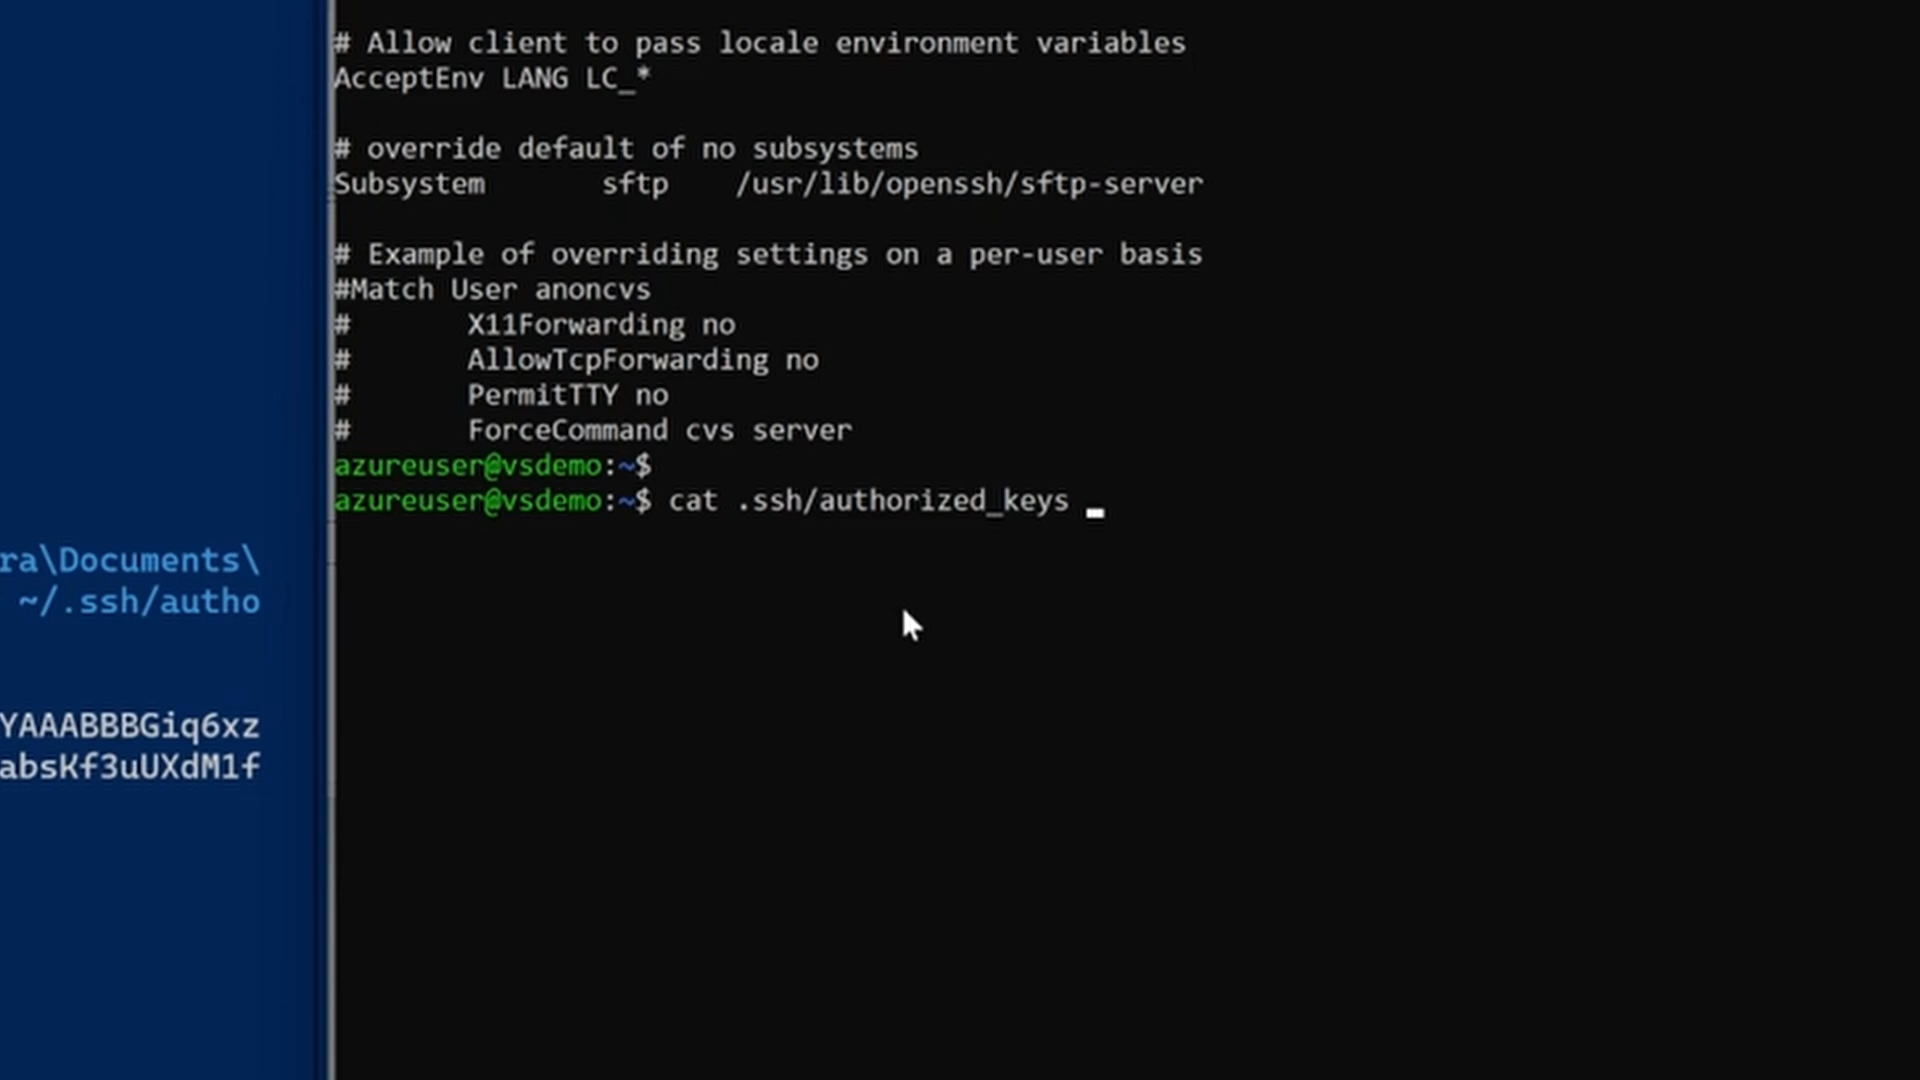 # Allow client to pass locale environment variables
AcceptEnv LANG LC_*
# override default of no subsystems
Subsystem       sftp    /usr/lib/openssh/sftp-server
# Example of overriding settings on a per-user basis
#Match User anoncvs
#       X11Forwarding no
#       AllowTcpForwarding no
#       PermitTTY no
#       ForceCommand cvs server
azureuser@vsdemo:~$
azureuser@vsdemo:~$ cat .ssh/authorized_keys
ra\Documents\
~/.ssh/autho
YAAABBBGiq6xz
absKf3uUXdM1f